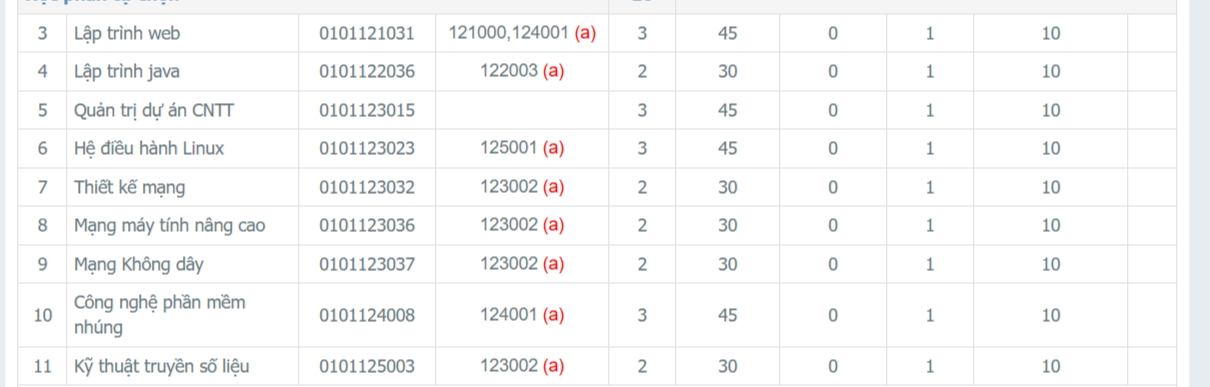 3 Lập trình web 0101121031 121000,124001 (a) 3 45 0 1 10
4 Lập trình java 0101122036 122003 (a) 2 30 0 1 10
5 Quản trị dự án CNTT 0101123015 3 45 0 1 10
6 Hệ điều hành Linux 0101123023 125001 (a) 3 45 0 1 10
7 Thiết kế mạng 0101123032 123002 (a) 2 30 0 1 10
8 Mạng máy tính nâng cao 0101123036 123002 (a) 2 30 0 1 10
9 Mạng Không dây 0101123037 123002 (a) 2 30 0 1 10
10 Công nghệ phần mềm nhúng 0101124008 124001 (a) 3 45 0 1 10
11 Kỹ thuật truyền số liệu 0101125003 123002 (a) 2 30 0 1 10